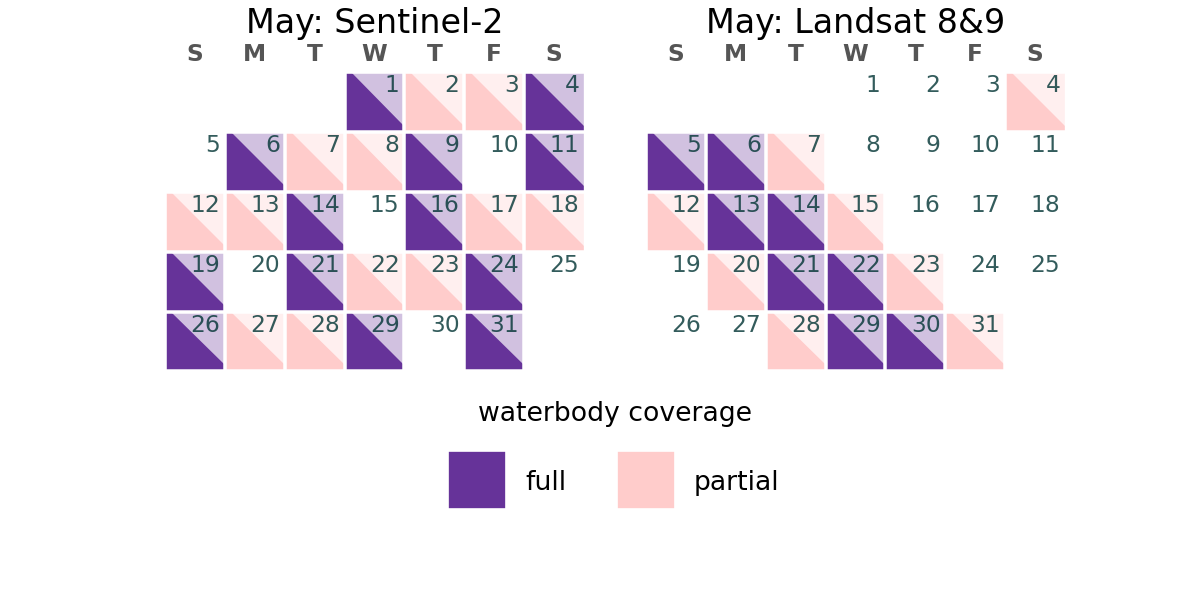 May: Sentinel-2
S M T W T F S
1 2 3 4
5 6 7 8 9 10 11
12 13 14 15 16 17 18
19 20 21 22 23 24 25
26 27 28 29 30 31
May: Landsat 8&9
S M T W T F S
1 2 3 4
5 6 7 8 9 10 11
12 13 14 15 16 17 18
19 20 21 22 23 24 25
26 27 28 29 30 31
waterbody coverage
full partial